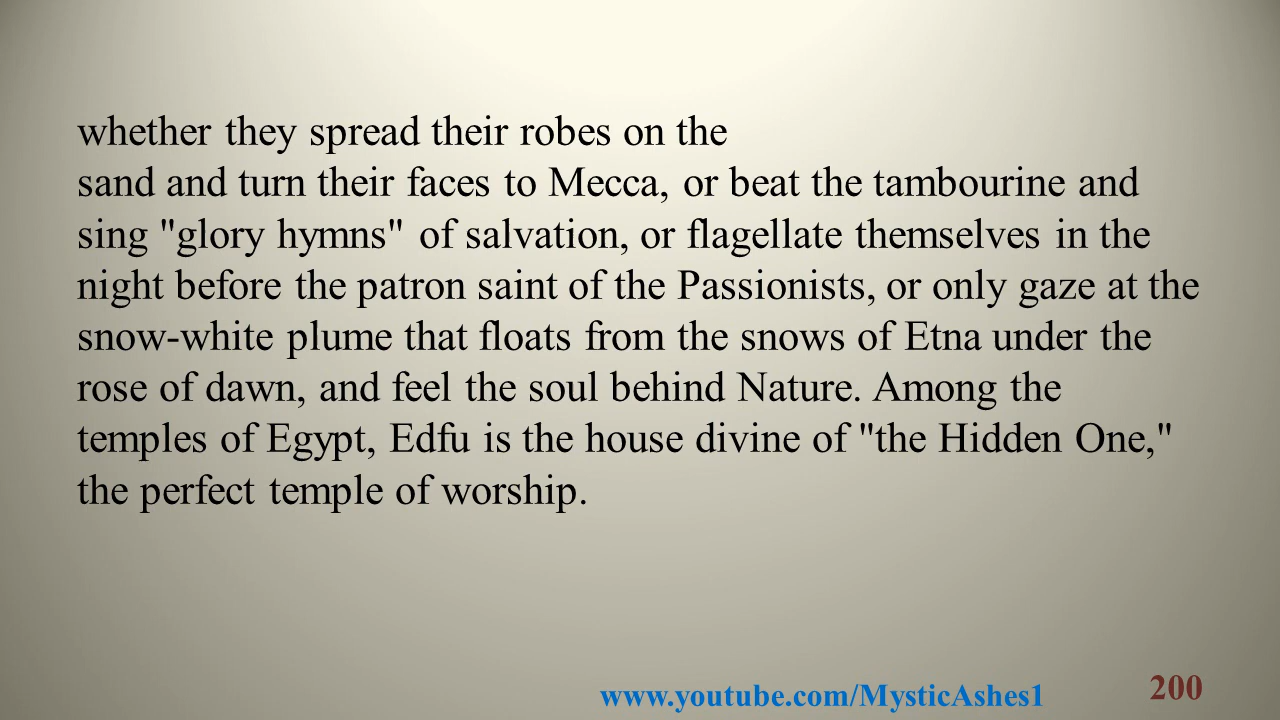 whether they spread their robes on the
sand and turn their faces to Mecca, or beat the tambourine and
sing "glory hymns" of salvation, or flagellate themselves in the
night before the patron saint of the Passionists, or only gaze at the
snow-white plume that floats from the snows of Etna under the
rose of dawn, and feel the soul behind Nature. Among the
temples of Egypt, Edfu is the house divine of "the Hidden One,"
the perfect temple of worship.
www.youtube.com/MysticAshes1
200